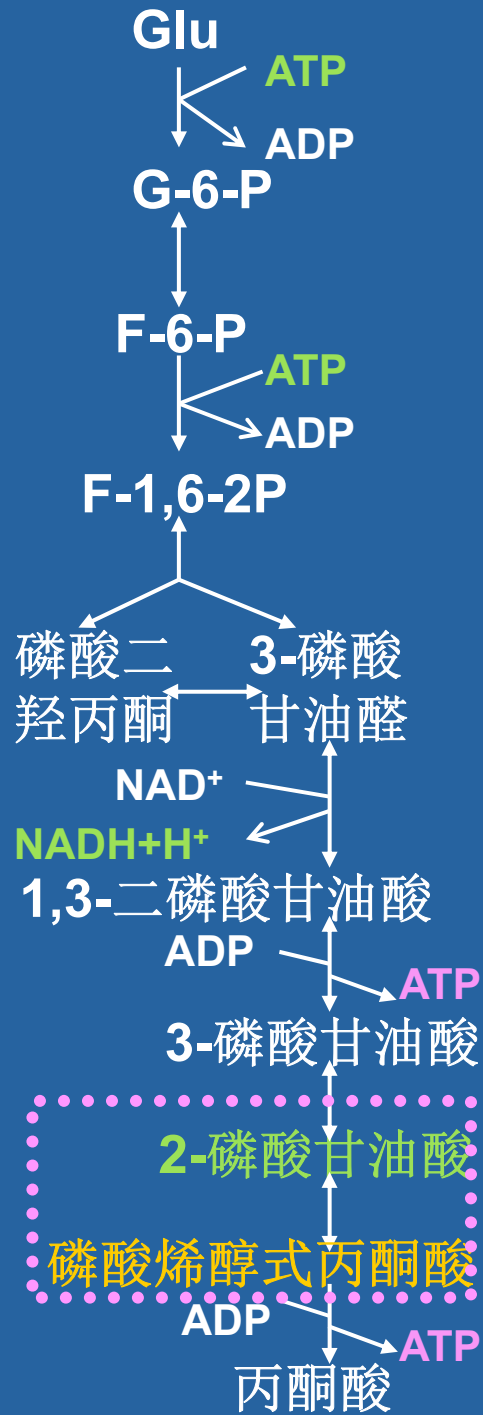 Glu
ATP
ADP
G-6-P
F-6-P
ATP
ADP
F-1,6-2P
磷酸二
羟丙酮
3-磷酸
甘油醛
NAD⁺
NADH+H⁺
1,3-二磷酸甘油酸
ADP
ATP
3-磷酸甘油酸
2-磷酸甘油酸
磷酸烯醇式丙酮酸
ADP
ATP
丙酮酸